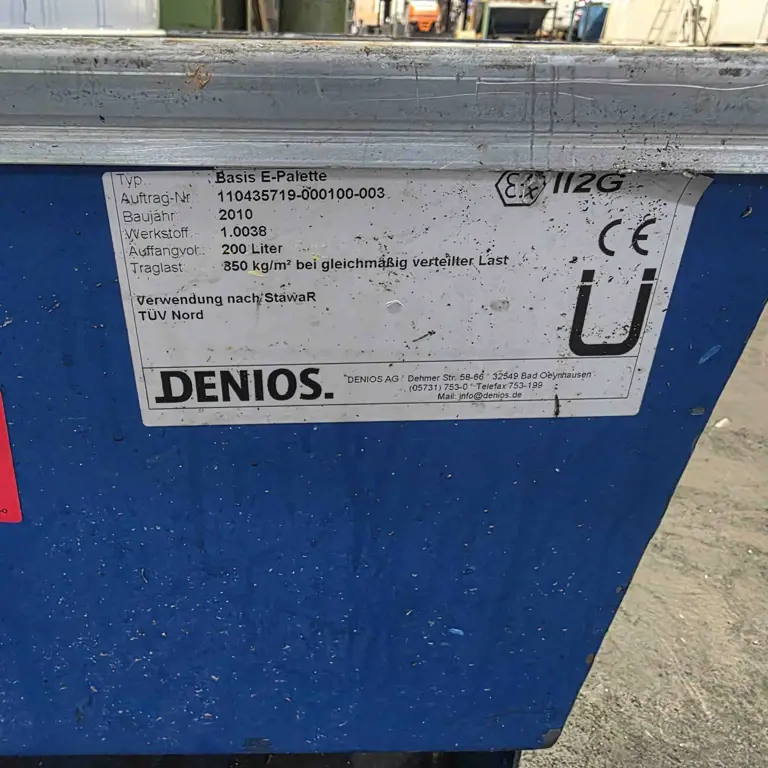 Typ Basis E-Palette
Auftrag-Nr 110435719-000100-003
Baujahr 2010
Werkstoff 1.0038
Auffangvol. 200 Liter
Traglast 850 kg/m² bei gleichmäßig verteilter Last
Verwendung nach StawaR
TÜV Nord
Ex II2G
CE
Ü
DENIOS.
DENIOS AG Dehmer Str. 58-66 32549 Bad Oeynhausen
(05731) 753-0 Telefax 753-199
Mail: info@denios.de